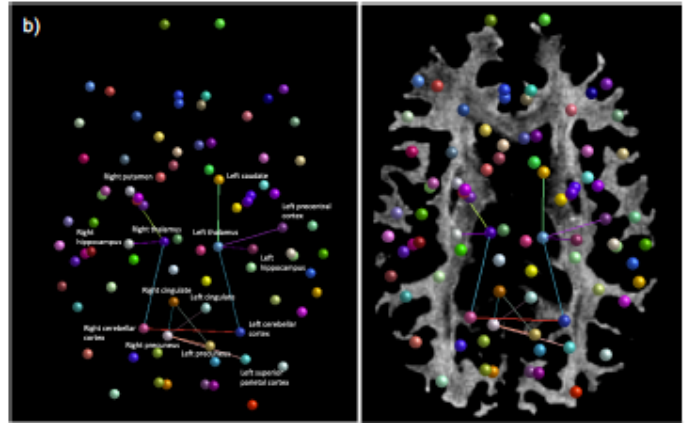 b)
Right putamen
Left caudate
Left precentral
cortex
Right
hippocampus
Right thalamus
Left thalamus
Left
hippocampus
Right cingulate
Left cingulate
Right cerebellar
cortex
Left cerebellar
cortex
Right precuneus
Left precuneus
Left superior
parietal cortex